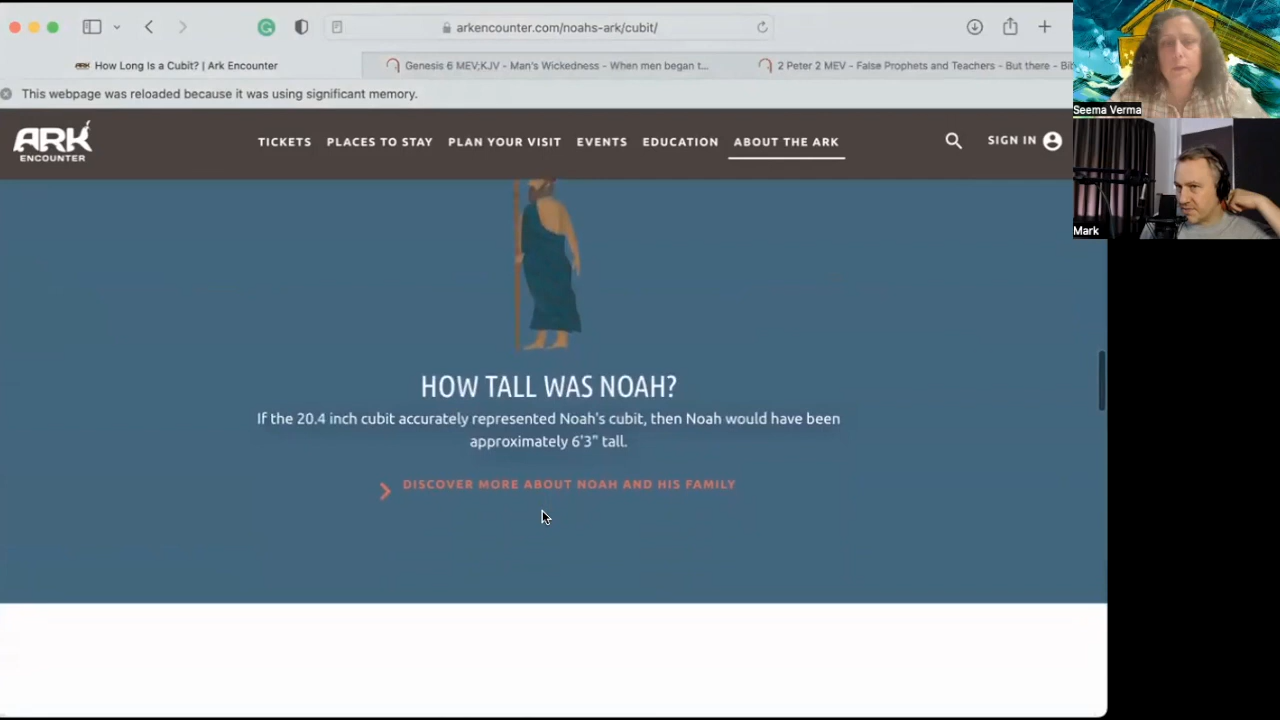 arkencounter.com/noahs-ark/cubit/
How Long Is a Cubit? | Ark Encounter
Genesis 6 MEV;KJV - Man's Wickedness - When men began t...
2 Peter 2 MEV - False Prophets and Teachers - But there - Bib
This webpage was reloaded because it was using significant memory.
ARK
ENCOUNTER
TICKETS
PLACES TO STAY
PLAN YOUR VISIT
EVENTS
EDUCATION
ABOUT THE ARK
SIGN IN
Seema Verma
Mark
HOW TALL WAS NOAH?
If the 20.4 inch cubit accurately represented Noah's cubit, then Noah would have been
approximately 6'3" tall.
DISCOVER MORE ABOUT NOAH AND HIS FAMILY